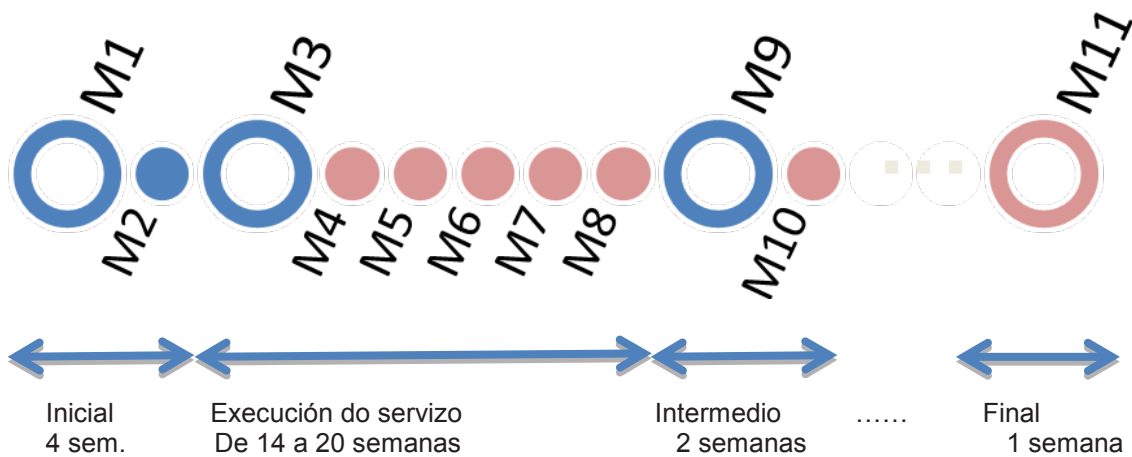 M1
M3
M9
M11
M2
M4
M5
M6
M7
M8
M10
Inicial
4 sem.
Execución do servizo
De 14 a 20 semanas
Intermedio
2 semanas
……
Final
1 semana